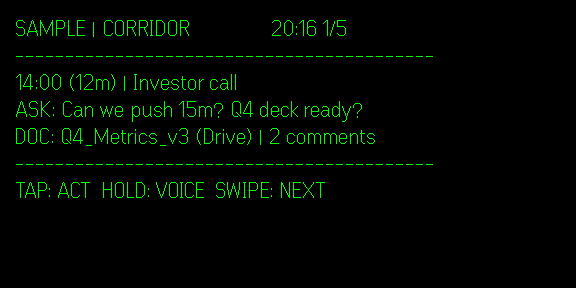 SAMPLE | CORRIDOR 20:16 1/5
------------------------------------------
14:00 (12m) | Investor call
ASK: Can we push 15m? Q4 deck ready?
DOC: Q4_Metrics_v3 (Drive) | 2 comments
------------------------------------------
TAP: ACT HOLD: VOICE SWIPE: NEXT